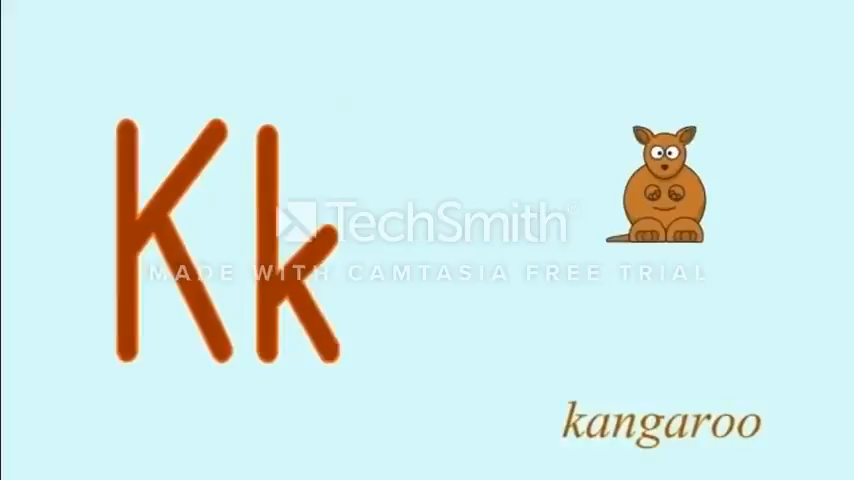 Kk
TechSmith
MADE WITH CAMTASIA FREE TRIAL
kangaroo